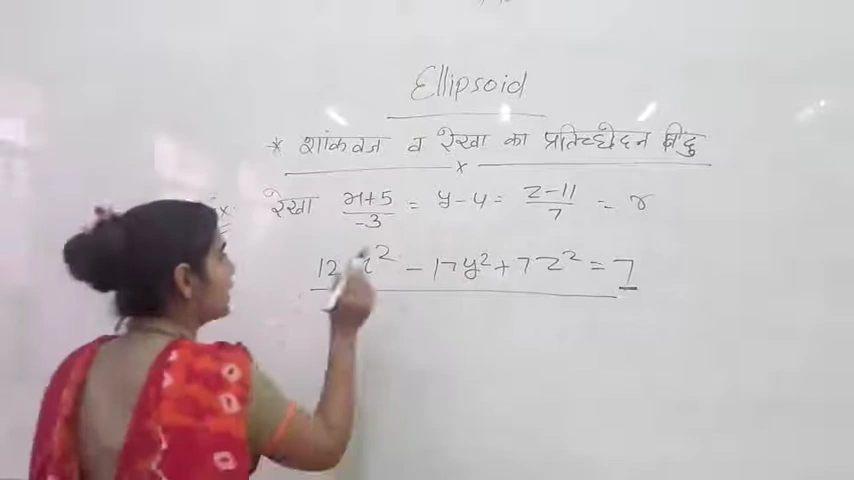 Ellipsoid
* शांकवज व रेखा का प्रतिच्छेदन बिंदु
रेखा x+5/-3 = y-4 = z-11/7 = r
12x² - 17y² + 7z² = 7